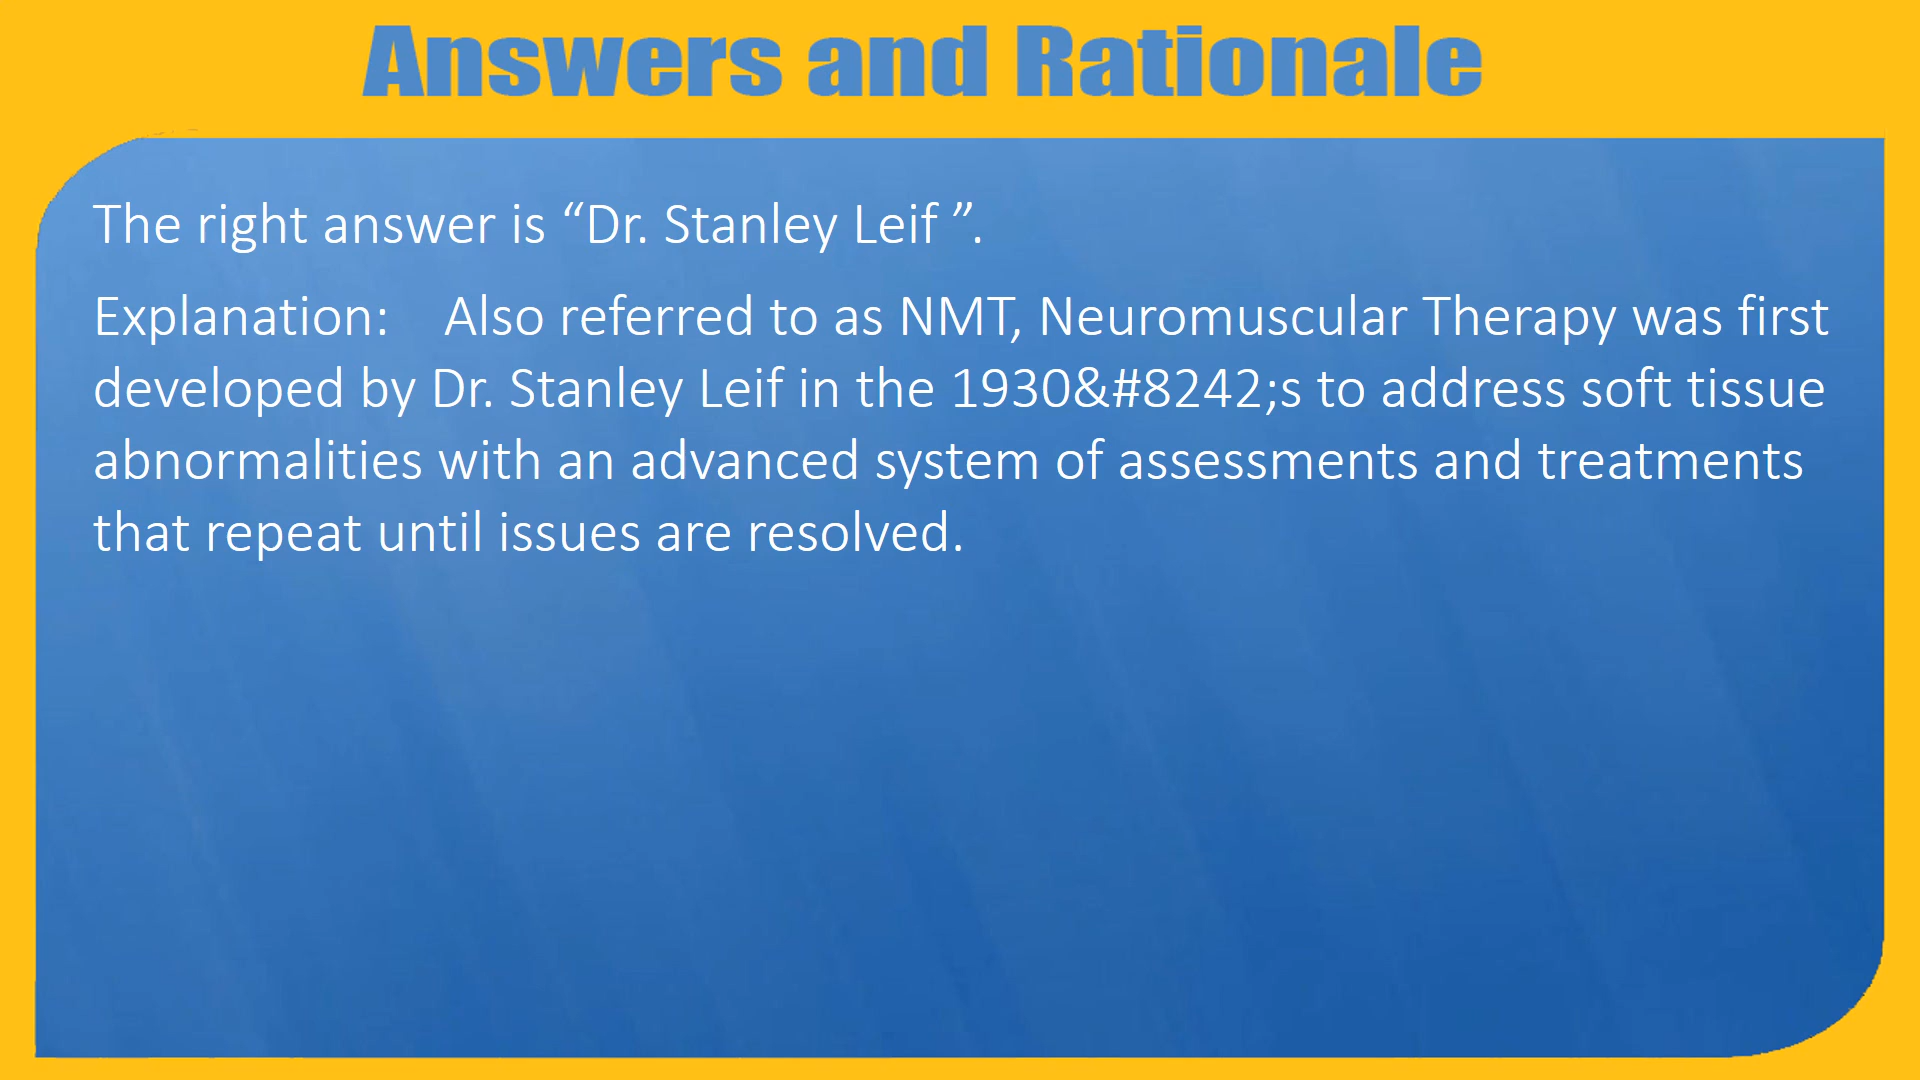 Answers and Rationale
The right answer is “Dr. Stanley Leif ”.
Explanation: Also referred to as NMT, Neuromuscular Therapy was first
developed by Dr. Stanley Leif in the 1930&#8242;s to address soft tissue
abnormalities with an advanced system of assessments and treatments
that repeat until issues are resolved.